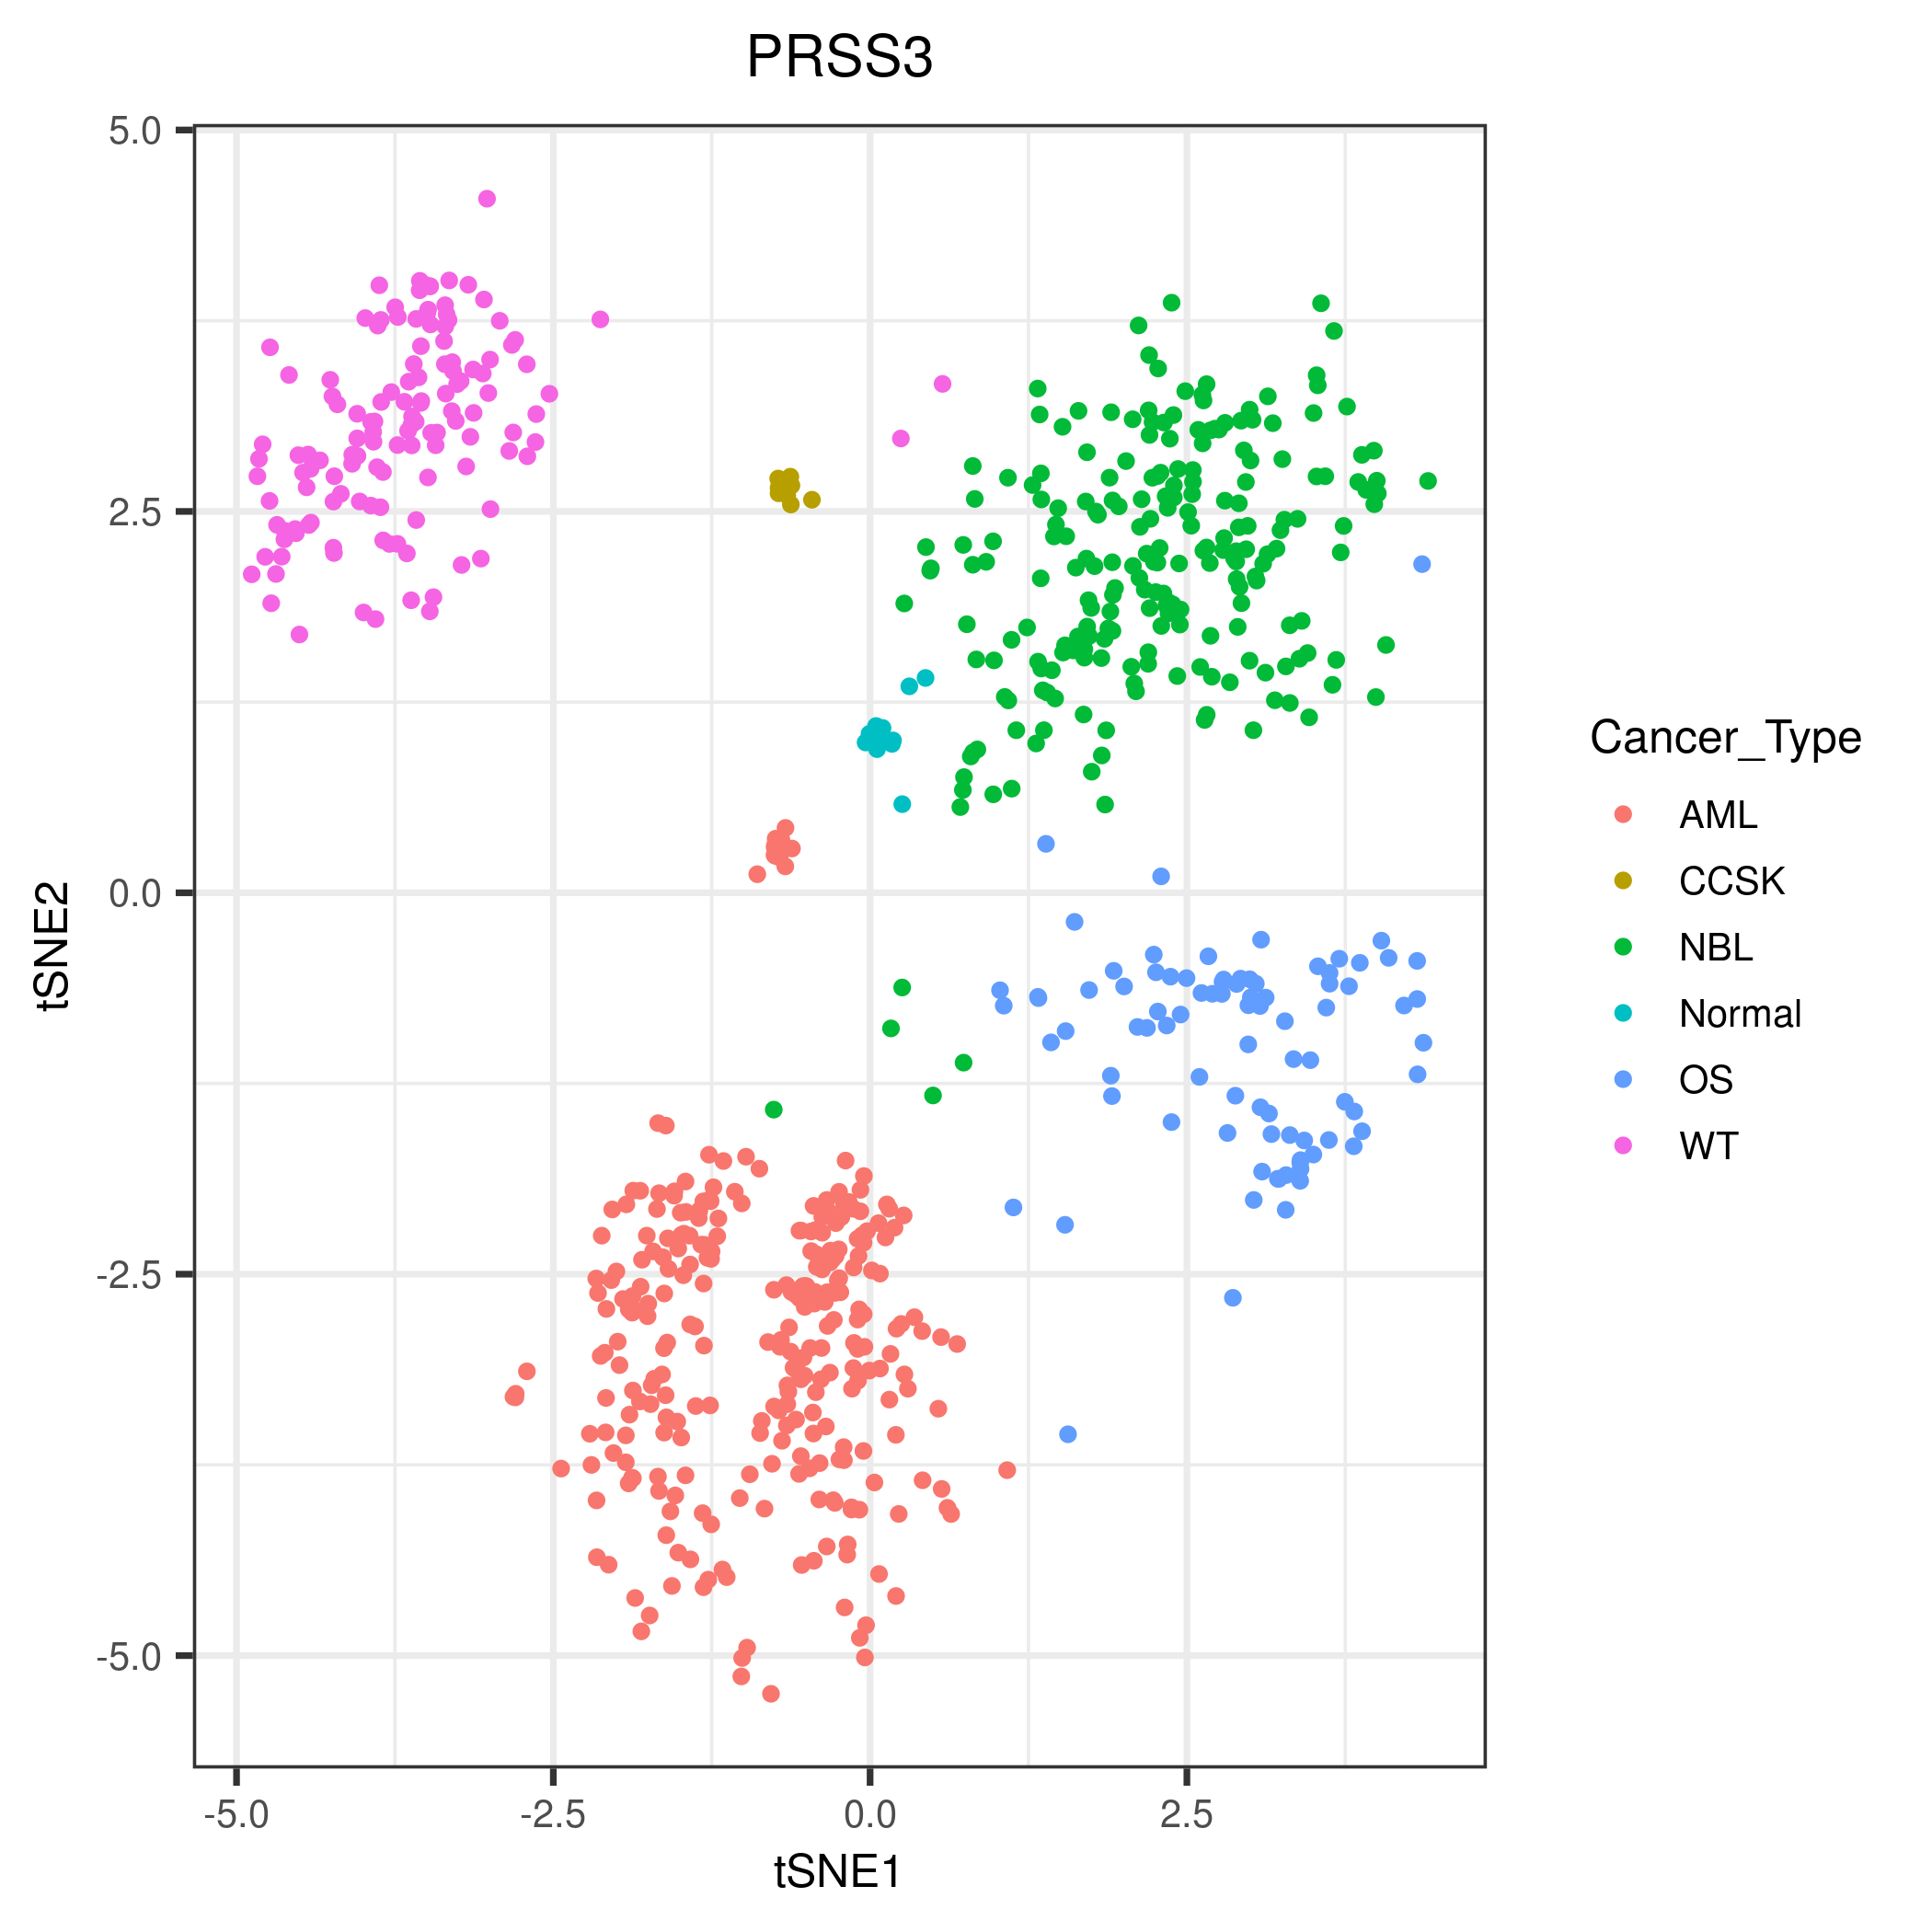 PRSS3
5.0
2.5
0.0
-2.5
-5.0
tSNE2
-5.0
-2.5
0.0
2.5
tSNE1
Cancer_Type
AML
CCSK
NBL
Normal
OS
WT